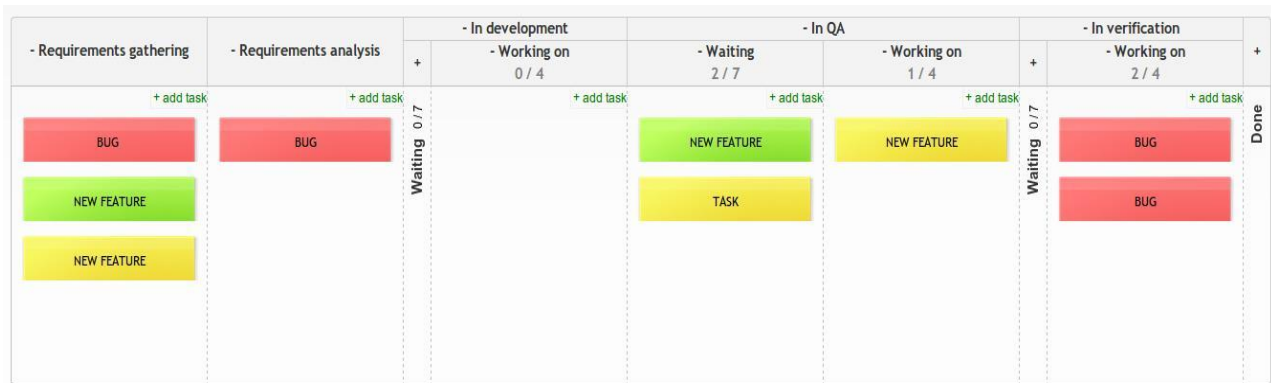 - In development
- In QA
- In verification
- Requirements gathering
- Requirements analysis
+
- Working on
0 / 4
- Waiting
2 / 7
- Working on
1 / 4
+
- Working on
2 / 4
+
+ add task
+ add task
+ add task
+ add task
+ add task
+ add task
Waiting 0 / 7
Waiting 0 / 7
Done
BUG
BUG
NEW FEATURE
NEW FEATURE
BUG
NEW FEATURE
TASK
BUG
NEW FEATURE